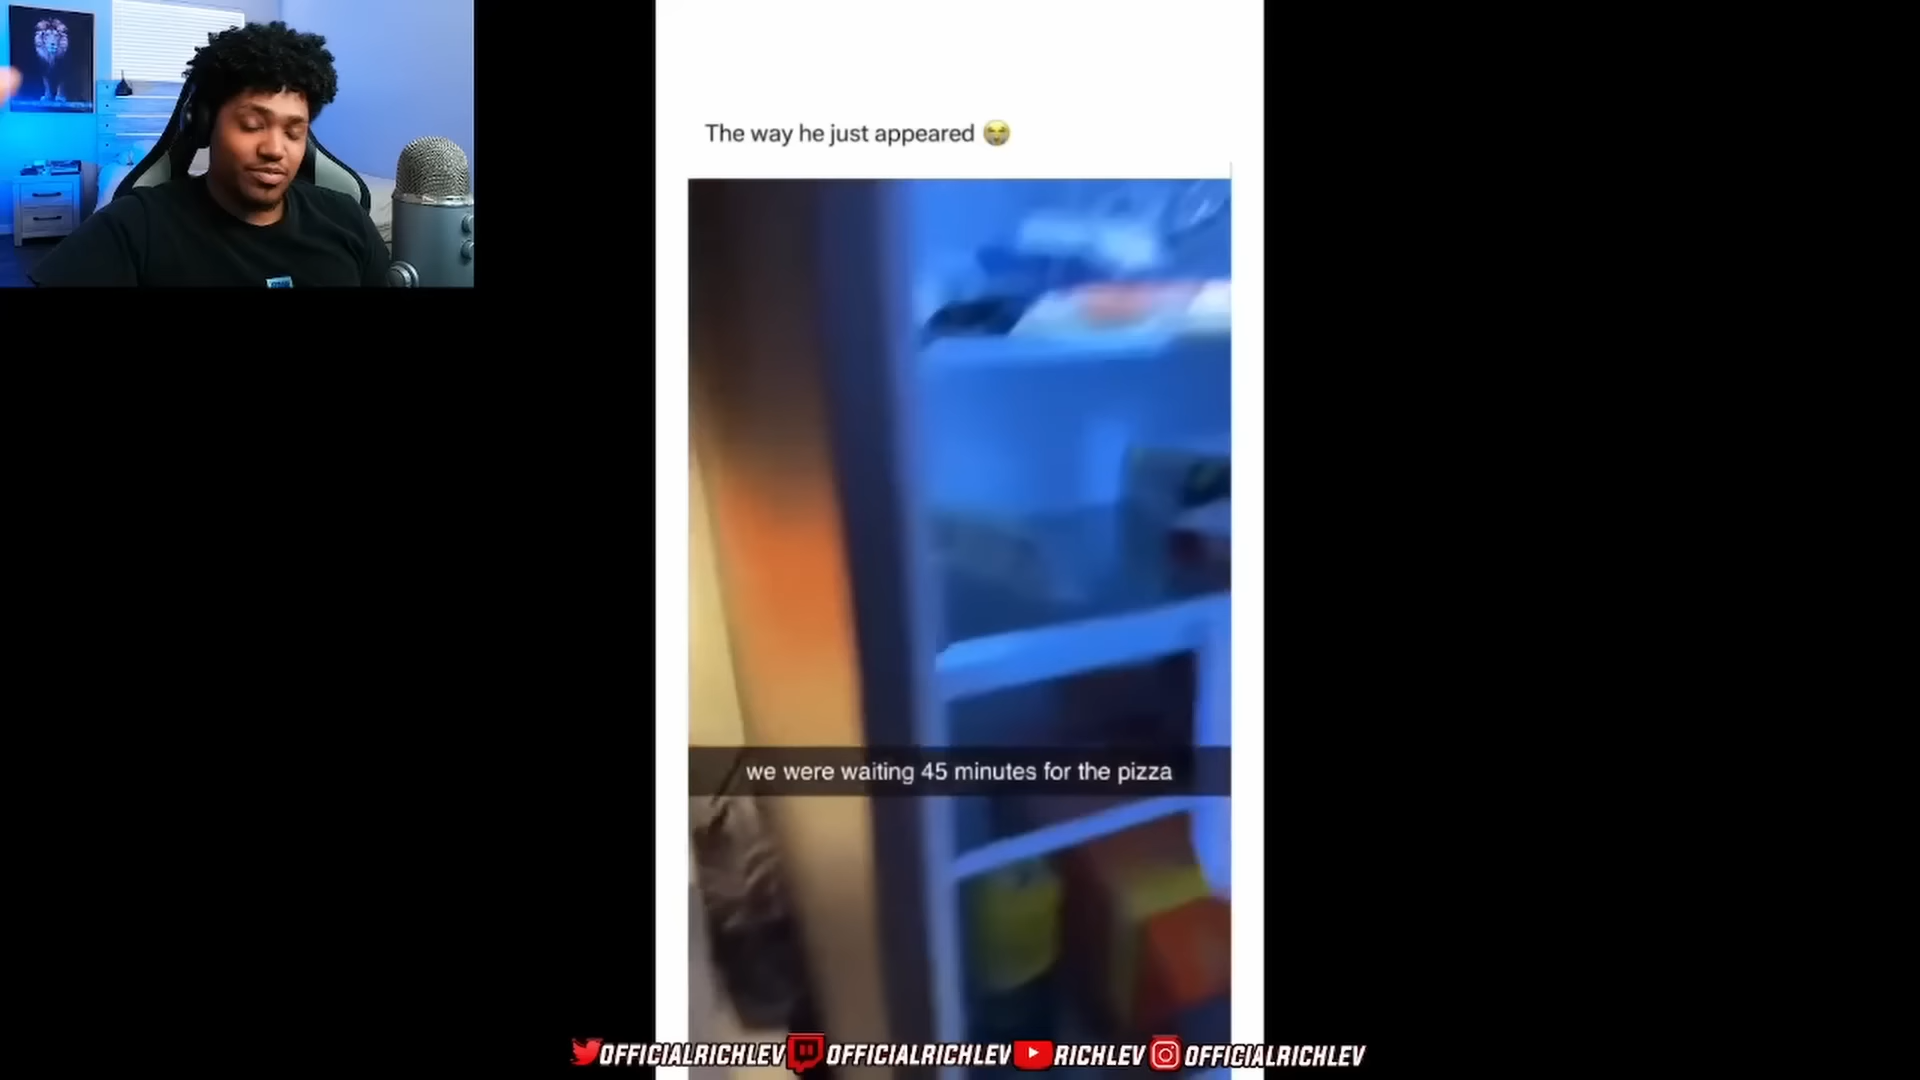 The way he just appeared 😭
we were waiting 45 minutes for the pizza
OFFICIALRICHLEV OFFICIALRICHLEV RICHLEV OFFICIALRICHLEV